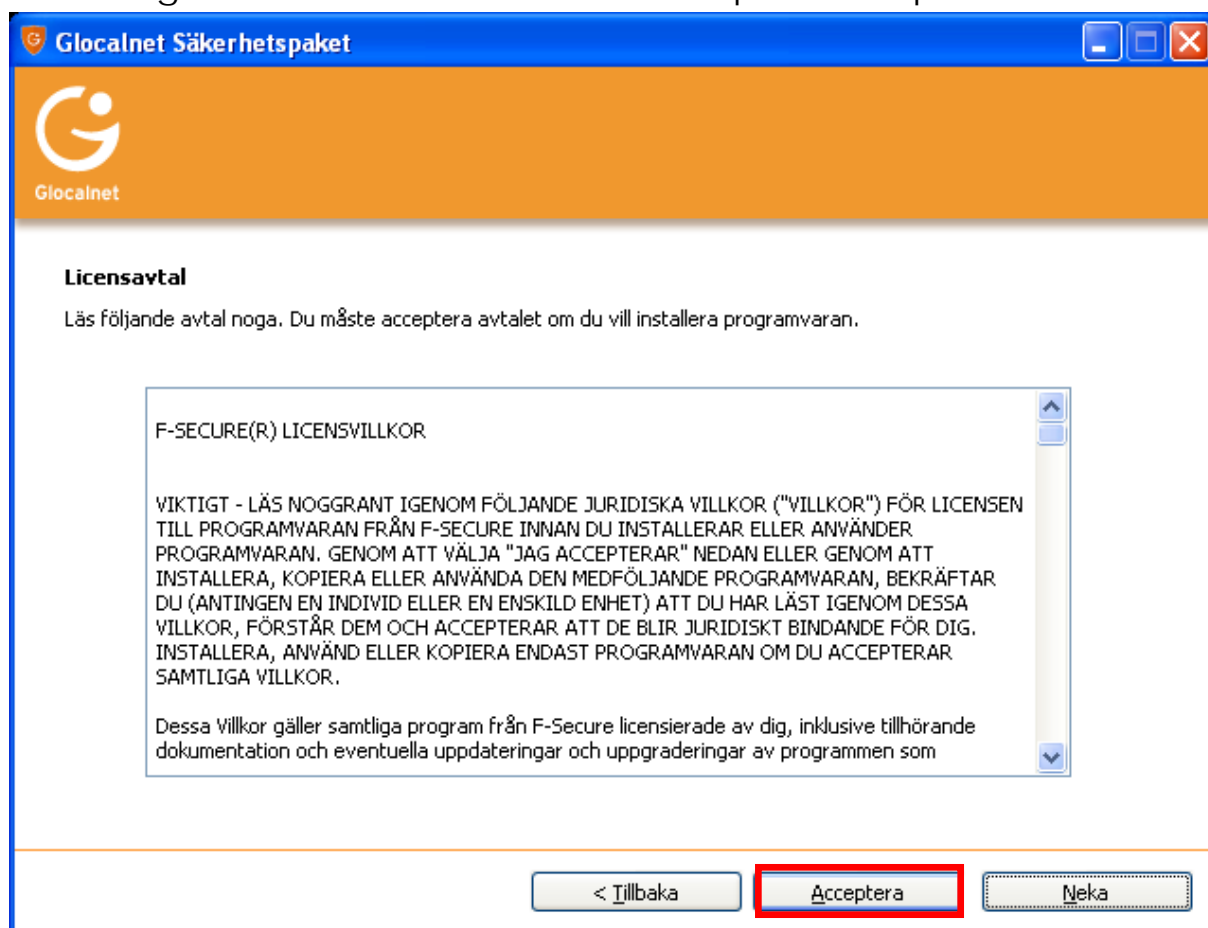 Glocalnet Säkerhetspaket
Glocalnet
Licensavtal
Läs följande avtal noga. Du måste acceptera avtalet om du vill installera programvaran.
F-SECURE(R) LICENSVILLKOR
VIKTIGT - LÄS NOGGRANT IGENOM FÖLJANDE JURIDISKA VILLKOR ("VILLKOR") FÖR LICENSEN
TILL PROGRAMVARAN FRÅN F-SECURE INNAN DU INSTALLERAR ELLER ANVÄNDER
PROGRAMVARAN. GENOM ATT VÄLJA "JAG ACCEPTERAR" NEDAN ELLER GENOM ATT
INSTALLERA, KOPIERA ELLER ANVÄNDA DEN MEDFÖLJANDE PROGRAMVARAN, BEKRÄFTAR
DU (ANTINGEN EN INDIVID ELLER EN ENSKILD ENHET) ATT DU HAR LÄST IGENOM DESSA
VILLKOR, FÖRSTÅR DEM OCH ACCEPTERAR ATT DE BLIR JURIDISKT BINDANDE FÖR DIG.
INSTALLERA, ANVÄND ELLER KOPIERA ENDAST PROGRAMVARAN OM DU ACCEPTERAR
SAMTLIGA VILLKOR.
Dessa Villkor gäller samtliga program från F-Secure licensierade av dig, inklusive tillhörande
dokumentation och eventuella uppdateringar och uppgraderingar av programmen som
< Tillbaka Acceptera Neka